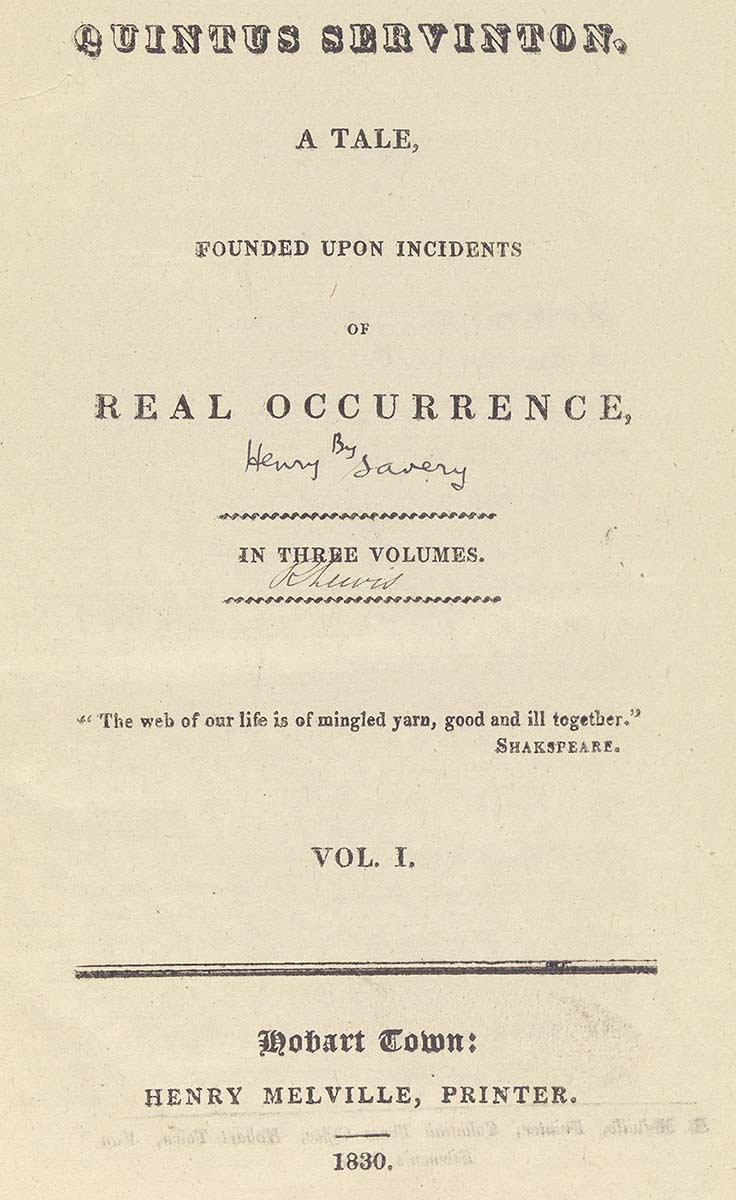 QUINTUS SERVINTON.
A TALE,
FOUNDED UPON INCIDENTS
OF
REAL OCCURRENCE,
By
Henry Savery
IN THREE VOLUMES.
"The web of our life is of mingled yarn, good and ill together."
SHAKSPEARE.
VOL. I.
Hobart Town:
HENRY MELVILLE, PRINTER.
1830.